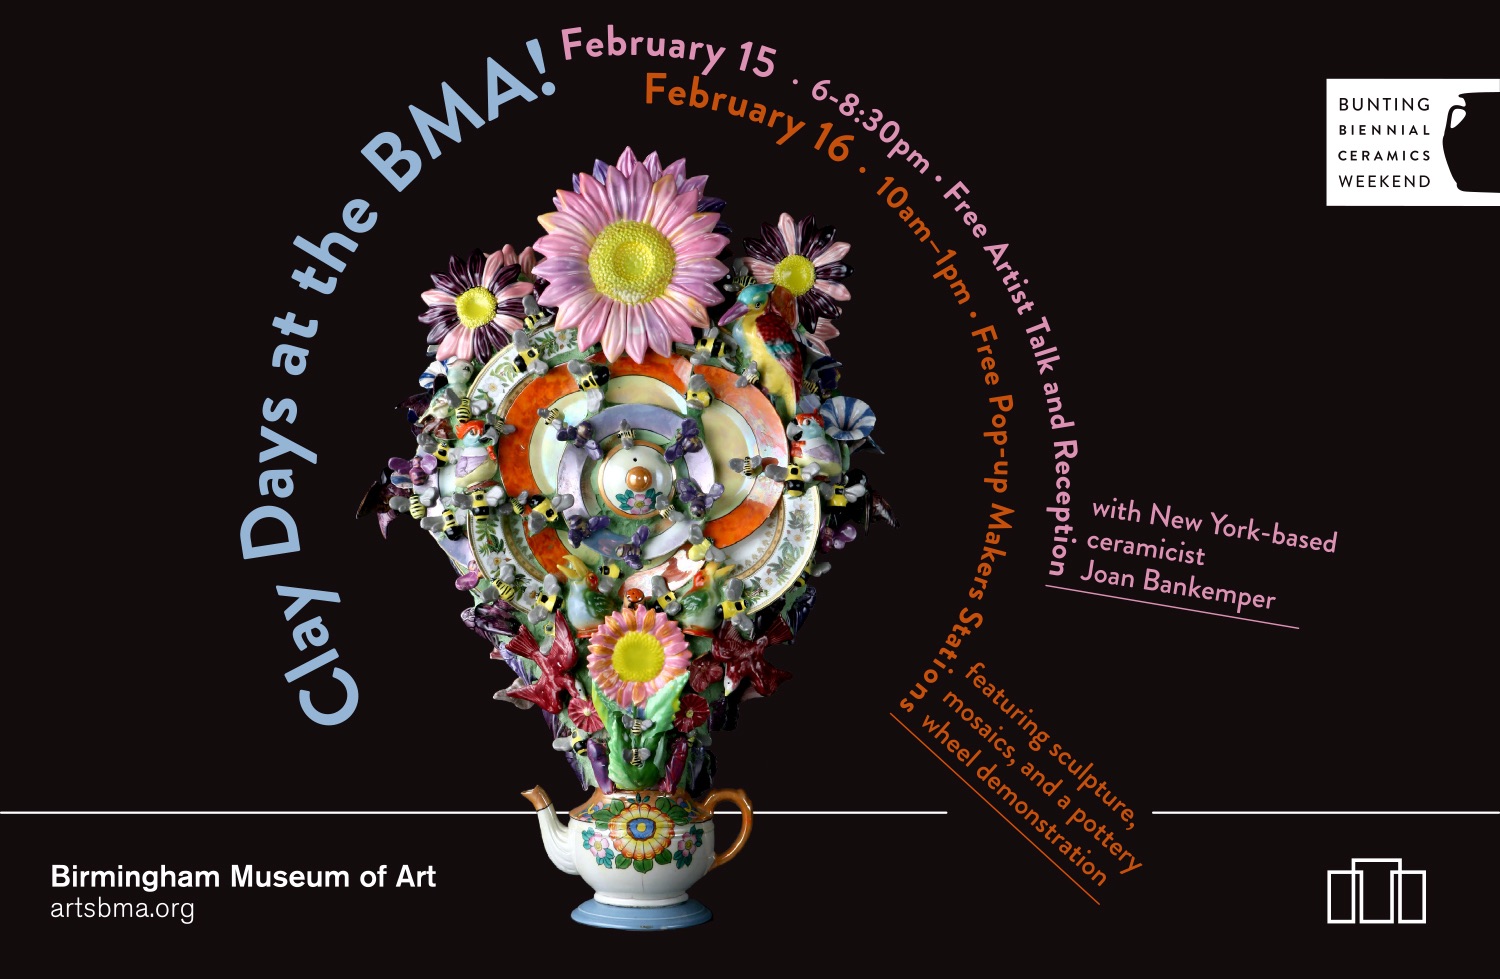 Clay Days at the BMA!
February 15 · 6-8:30pm · Free Artist Talk and Reception
with New York-based
ceramicist
Joan Bankemper
February 16 · 10am–1pm · Free Pop-up Makers Stations
featuring sculpture,
mosaics, and a pottery
wheel demonstration
BUNTING
BIENNIAL
CERAMICS
WEEKEND
Birmingham Museum of Art
artsbma.org